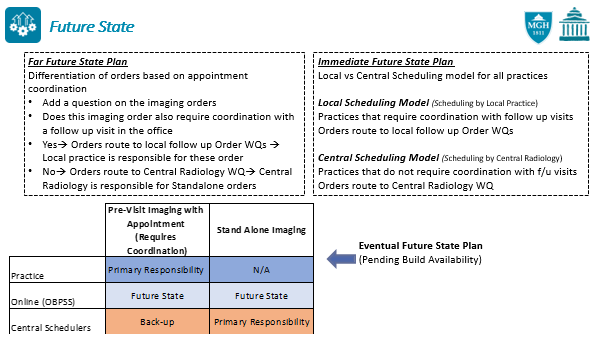 Future State
MGH
1811
Far Future State Plan
Differentiation of orders based on appointment
coordination
• Add a question on the imaging orders
• Does this imaging order also require coordination with
a follow up visit in the office
• Yes→ Orders route to local follow up Order WQs →
Local practice is responsible for these order
• No→ Orders route to Central Radiology WQ→ Central
Radiology is responsible for Standalone orders
Immediate Future State Plan
Local vs Central Scheduling model for all practices
Local Scheduling Model (Scheduling by Local Practice)
Practices that require coordination with follow up visits
Orders route to local follow up Order WQs
Central Scheduling Model (Scheduling by Central Radiology)
Practices that do not require coordination with f/u visits
Orders route to Central Radiology WQ
Pre-Visit Imaging with
Appointment
(Requires
Coordination)
Stand Alone Imaging
Practice
Primary Responsibility
N/A
Online (OBPSS)
Future State
Future State
Central Schedulers
Back-up
Primary Responsibility
Eventual Future State Plan
(Pending Build Availability)